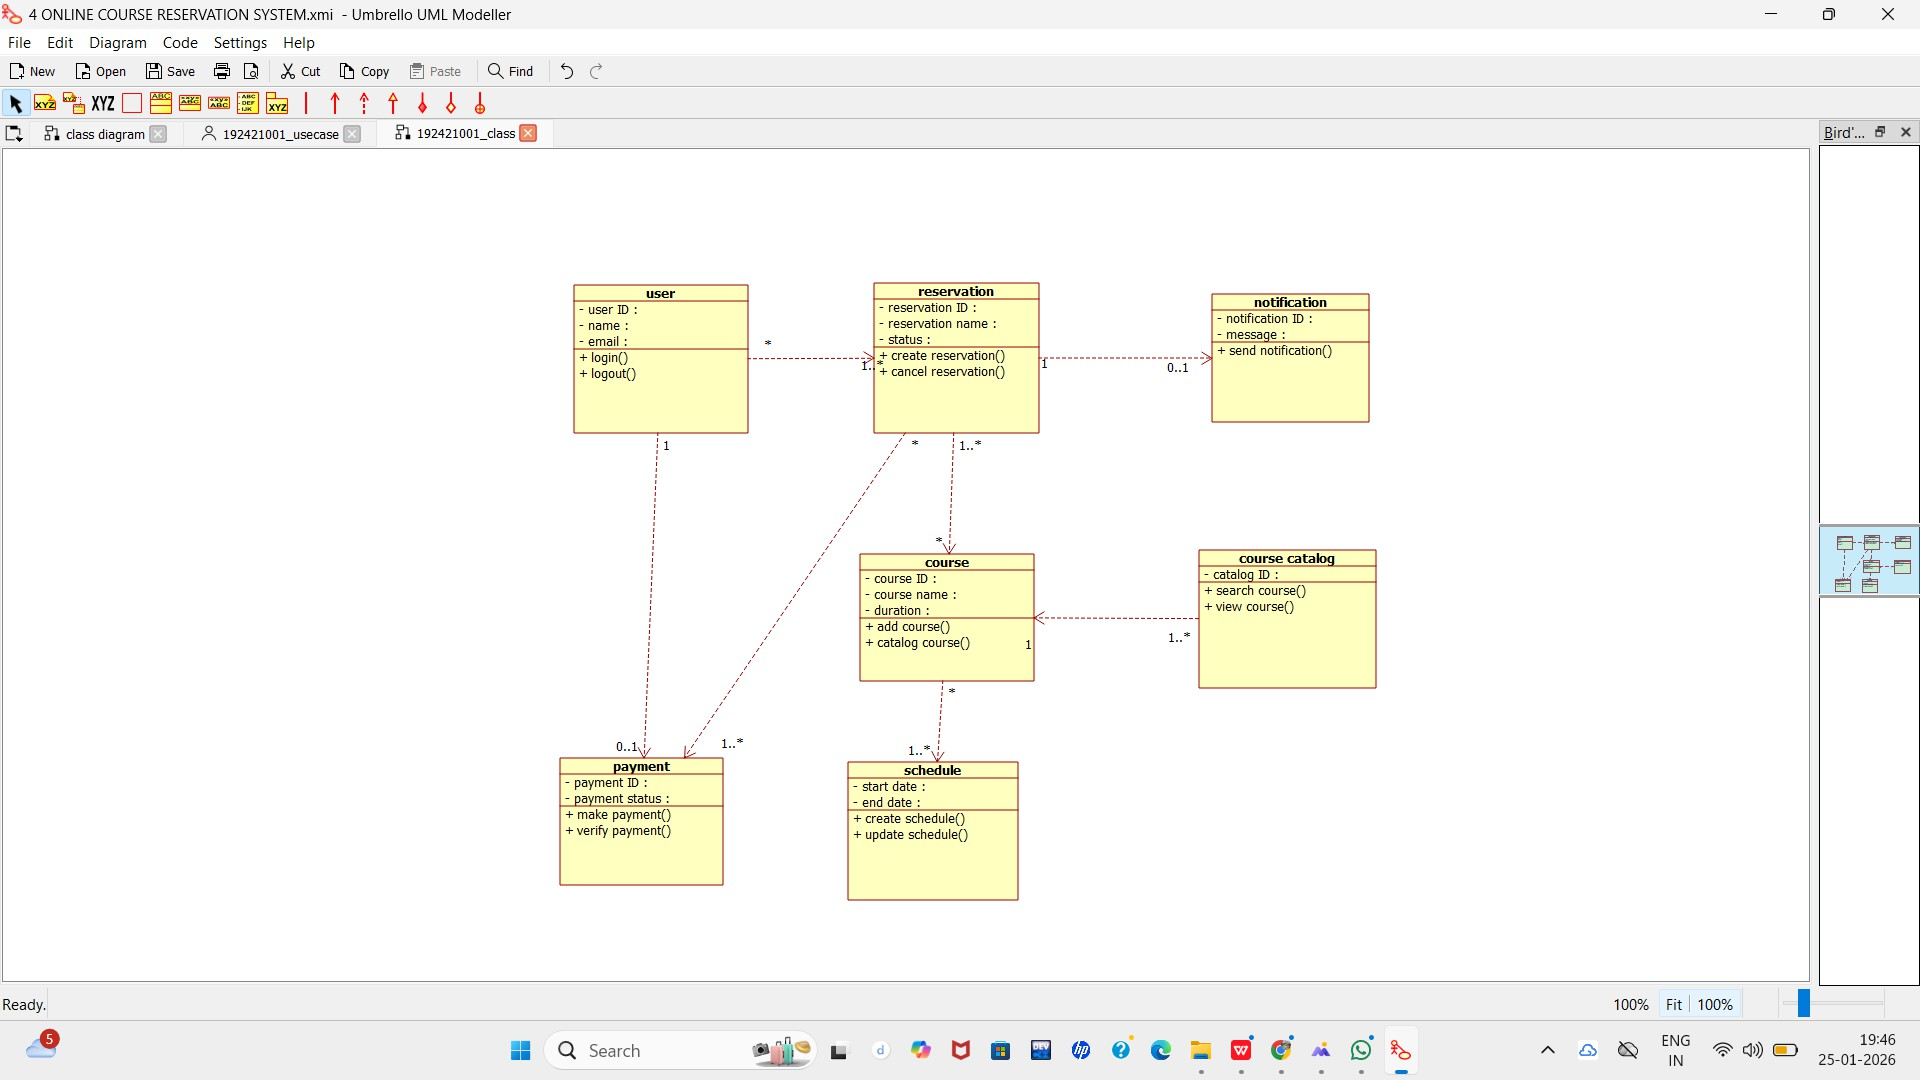 4 ONLINE COURSE RESERVATION SYSTEM.xmi - Umbrello UML Modeller
File Edit Diagram Code Settings Help
New Open Save Cut Copy Paste Find
XYZ XYZ XYZ ABC XYZ
class diagram 192421001_usecase 192421001_class Bird'...
user
- user ID :
- name :
- email :
+ login()
+ logout()
*
1..*
reservation
- reservation ID :
- reservation name :
- status :
+ create reservation()
+ cancel reservation()
1
0..1
notification
- notification ID :
- message :
+ send notification()
1
* 1..*
*
course
- course ID :
- course name :
- duration :
+ add course()
+ catalog course()
1
1..*
course catalog
- catalog ID :
+ search course()
+ view course()
*
0..1
1..*
1..*
payment
- payment ID :
- payment status :
+ make payment()
+ verify payment()
schedule
- start date :
- end date :
+ create schedule()
+ update schedule()
Ready. 100% Fit 100%
5
Search
ENG
IN
19:46
25-01-2026